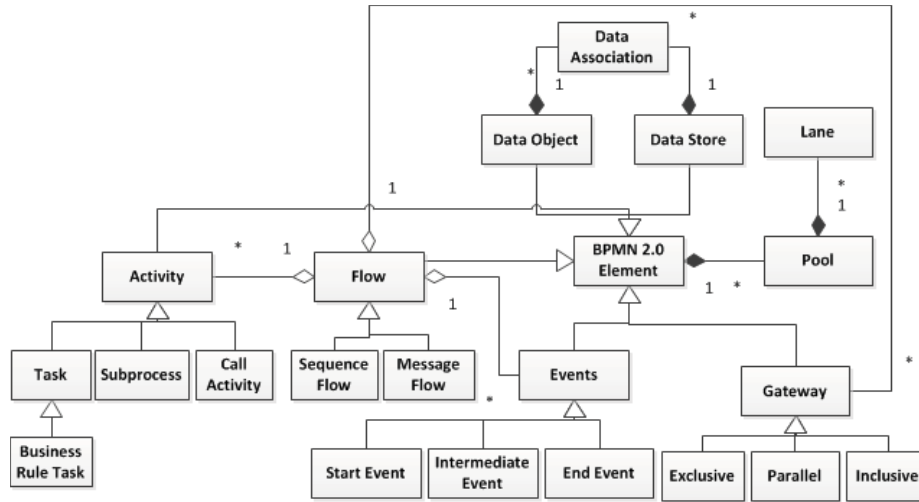 *
Data
Association
*
1
1
Data Object
Data Store
Lane
1
*
1
*
1
Activity
Flow
BPMN 2.0
Element
Pool
1
1
*
Task
Subprocess
Call
Activity
Sequence
Flow
Message
Flow
Events
*
Gateway
*
Business
Rule Task
Start Event
Intermediate
Event
End Event
Exclusive
Parallel
Inclusive